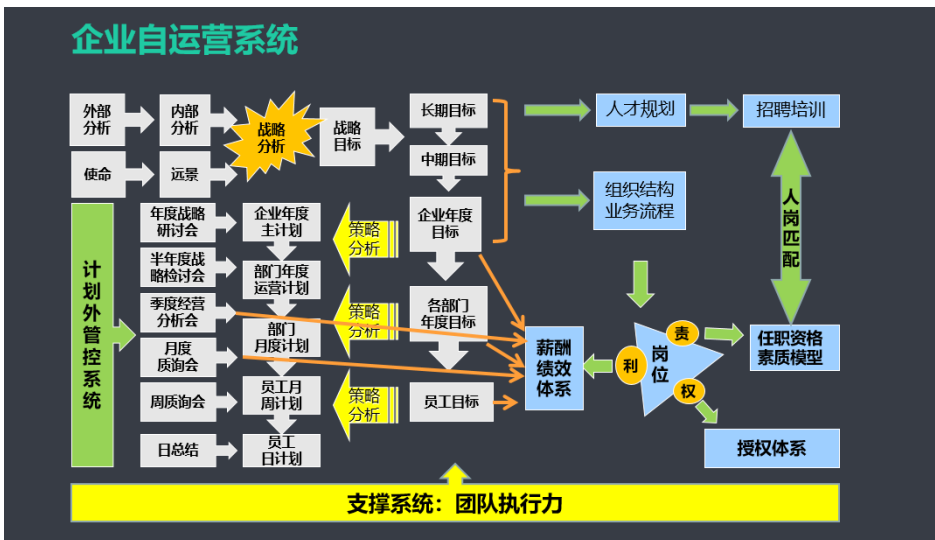 企业自运营系统
外部
分析
内部
分析
战略
分析
战略
目标
长期目标
人才规划
招聘培训
使命
远景
中期目标
组织结构
业务流程
人岗匹配
计划外管控系统
年度战略
研讨会
企业年度
主计划
策略
分析
企业年度
目标
半年度战
略检讨会
部门年度
运营计划
季度经营
分析会
部门
月度计划
策略
分析
各部门
年度目标
月度
质询会
薪酬
绩效
体系
利
岗位
责
权
任职资格
素质模型
周质询会
员工月
周计划
策略
分析
员工目标
日总结
员工
日计划
授权体系
支撑系统：团队执行力